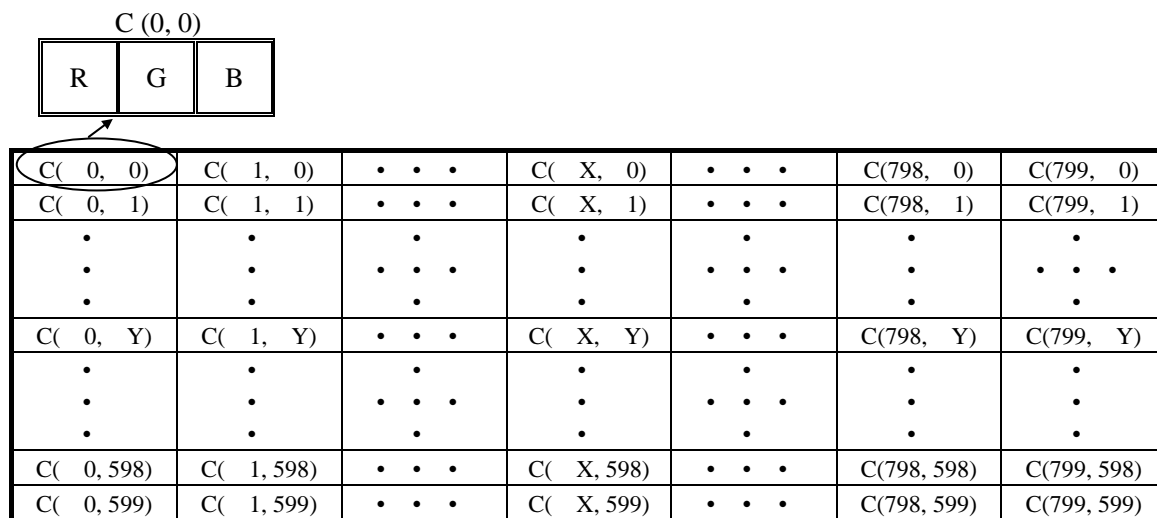 C (0, 0)
R G B
C( 0, 0) C( 1, 0) • • • C( X, 0) • • • C(798, 0) C(799, 0)
C( 0, 1) C( 1, 1) • • • C( X, 1) • • • C(798, 1) C(799, 1)
• • • • • • •
• • • • • • • • • • • • •
• • • • • • •
C( 0, Y) C( 1, Y) • • • C( X, Y) • • • C(798, Y) C(799, Y)
• • • • • • •
• • • • • • • • • • •
• • • • • • •
C( 0, 598) C( 1, 598) • • • C( X, 598) • • • C(798, 598) C(799, 598)
C( 0, 599) C( 1, 599) • • • C( X, 599) • • • C(798, 599) C(799, 599)